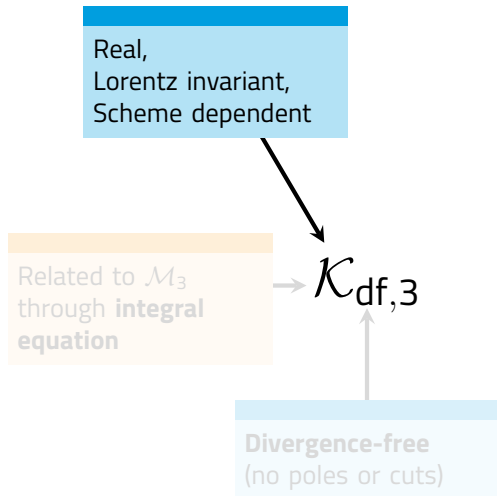 Real,
Lorentz invariant,
Scheme dependent
Related to ℳ₃
through integral
equation
𝒦df,3
Divergence-free
(no poles or cuts)